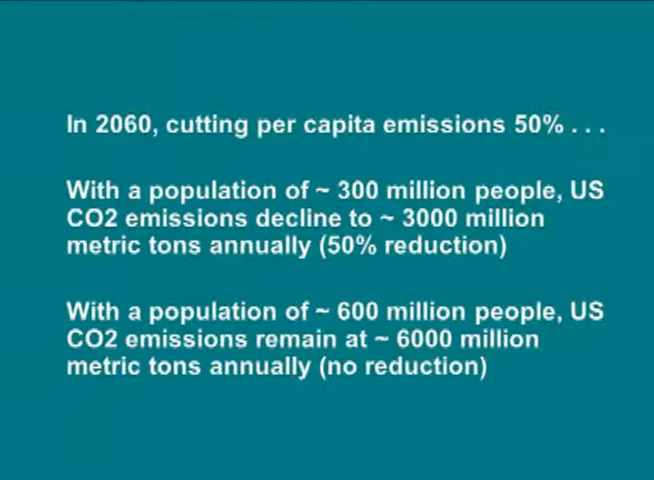 In 2060, cutting per capita emissions 50% . . .
With a population of ~ 300 million people, US
CO2 emissions decline to ~ 3000 million
metric tons annually (50% reduction)
With a population of ~ 600 million people, US
CO2 emissions remain at ~ 6000 million
metric tons annually (no reduction)